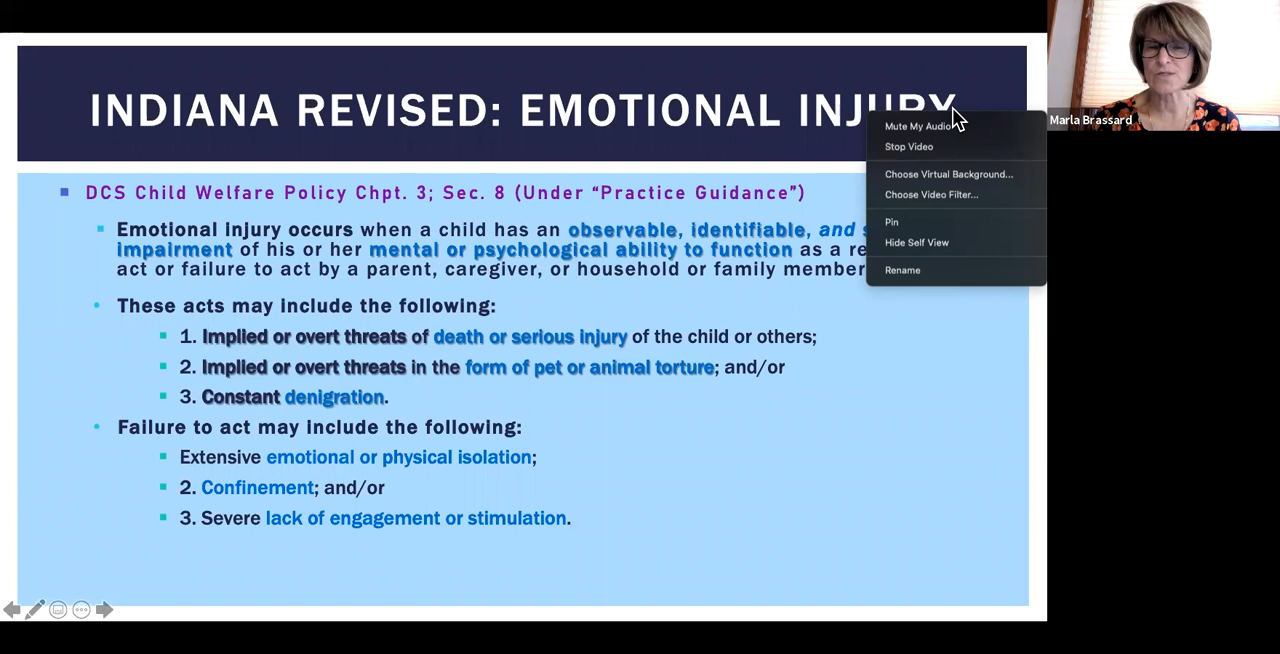 INDIANA REVISED: EMOTIONAL INJURY
Marla Brassard
Mute My Audio
Stop Video
Choose Virtual Background...
Choose Video Filter...
Pin
Hide Self View
Rename
DCS Child Welfare Policy Chpt. 3; Sec. 8 (Under “Practice Guidance”)
Emotional injury occurs when a child has an observable, identifiable, and
impairment of his or her mental or psychological ability to function as a
act or failure to act by a parent, caregiver, or household or family member
These acts may include the following:
1. Implied or overt threats of death or serious injury of the child or others;
2. Implied or overt threats in the form of pet or animal torture; and/or
3. Constant denigration.
Failure to act may include the following:
Extensive emotional or physical isolation;
2. Confinement; and/or
3. Severe lack of engagement or stimulation.